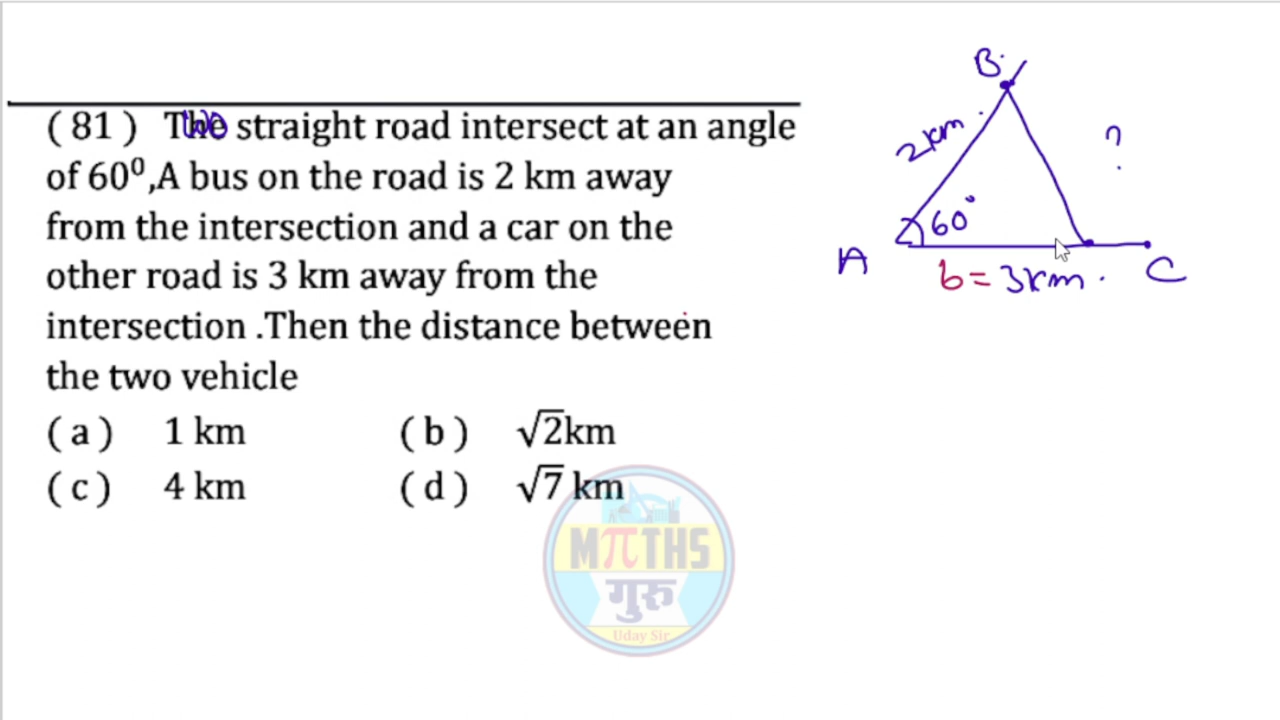 ( 81 ) Two straight road intersect at an angle
of 60⁰,A bus on the road is 2 km away
from the intersection and a car on the
other road is 3 km away from the
intersection .Then the distance between
the two vehicle
( a ) 1 km ( b ) √2km
( c ) 4 km ( d ) √7 km
B
2km
?
60°
A
b = 3km
C
MπTHS
गुरु
Uday Sir